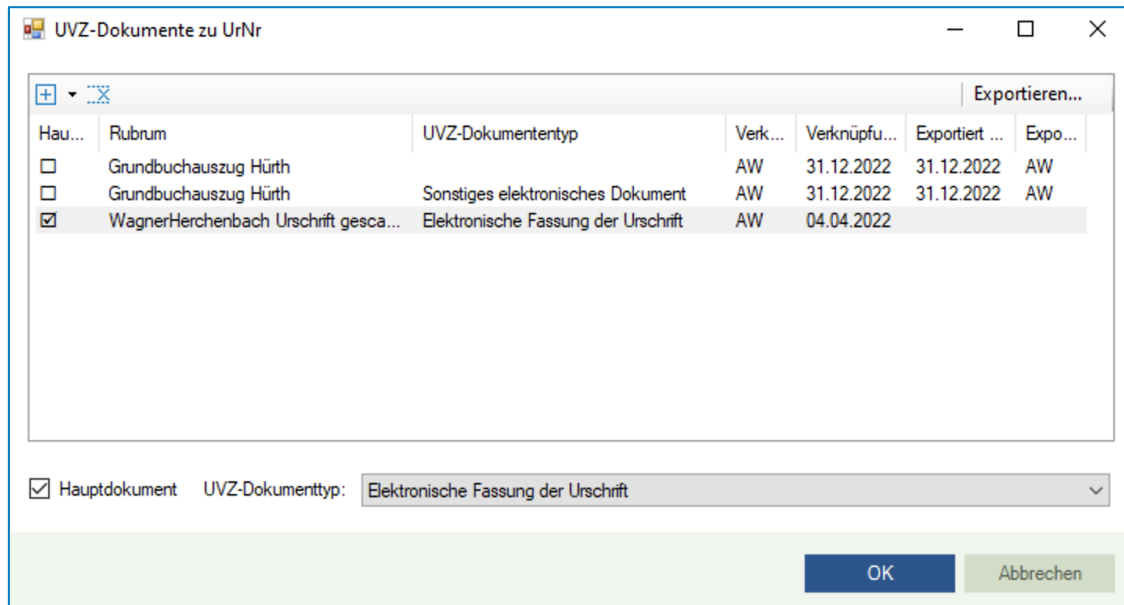 UVZ-Dokumente zu UrNr
Exportieren...
Hau... Rubrum UVZ-Dokumententyp Verk... Verknüpfu... Exportiert ... Expo...
Grundbuchauszug Hürth AW 31.12.2022 31.12.2022 AW
Grundbuchauszug Hürth Sonstiges elektronisches Dokument AW 31.12.2022 31.12.2022 AW
WagnerHerchenbach Urschrift gesca... Elektronische Fassung der Urschrift AW 04.04.2022
Hauptdokument UVZ-Dokumenttyp: Elektronische Fassung der Urschrift
OK Abbrechen